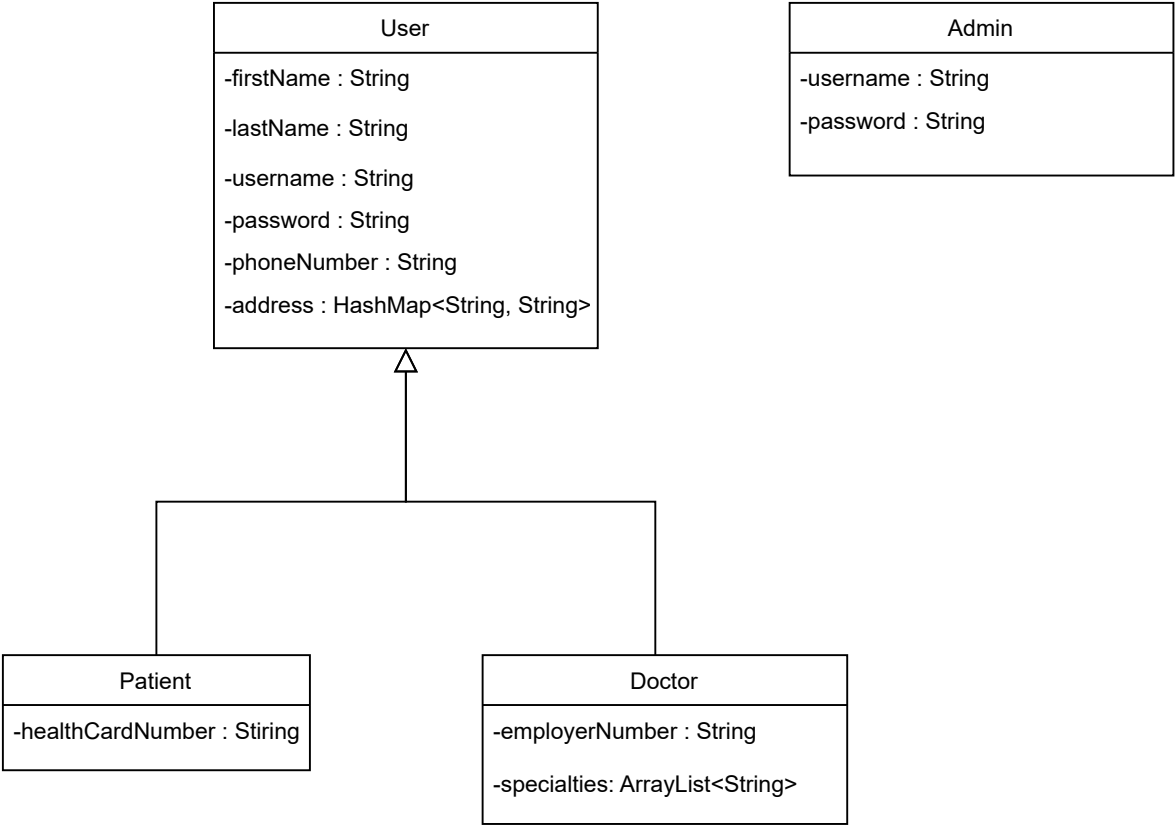 User
-firstName : String
-lastName : String
-username : String
-password : String
-phoneNumber : String
-address : HashMap<String, String>
Admin
-username : String
-password : String
Patient
-healthCardNumber : Stiring
Doctor
-employerNumber : String
-specialties: ArrayList<String>